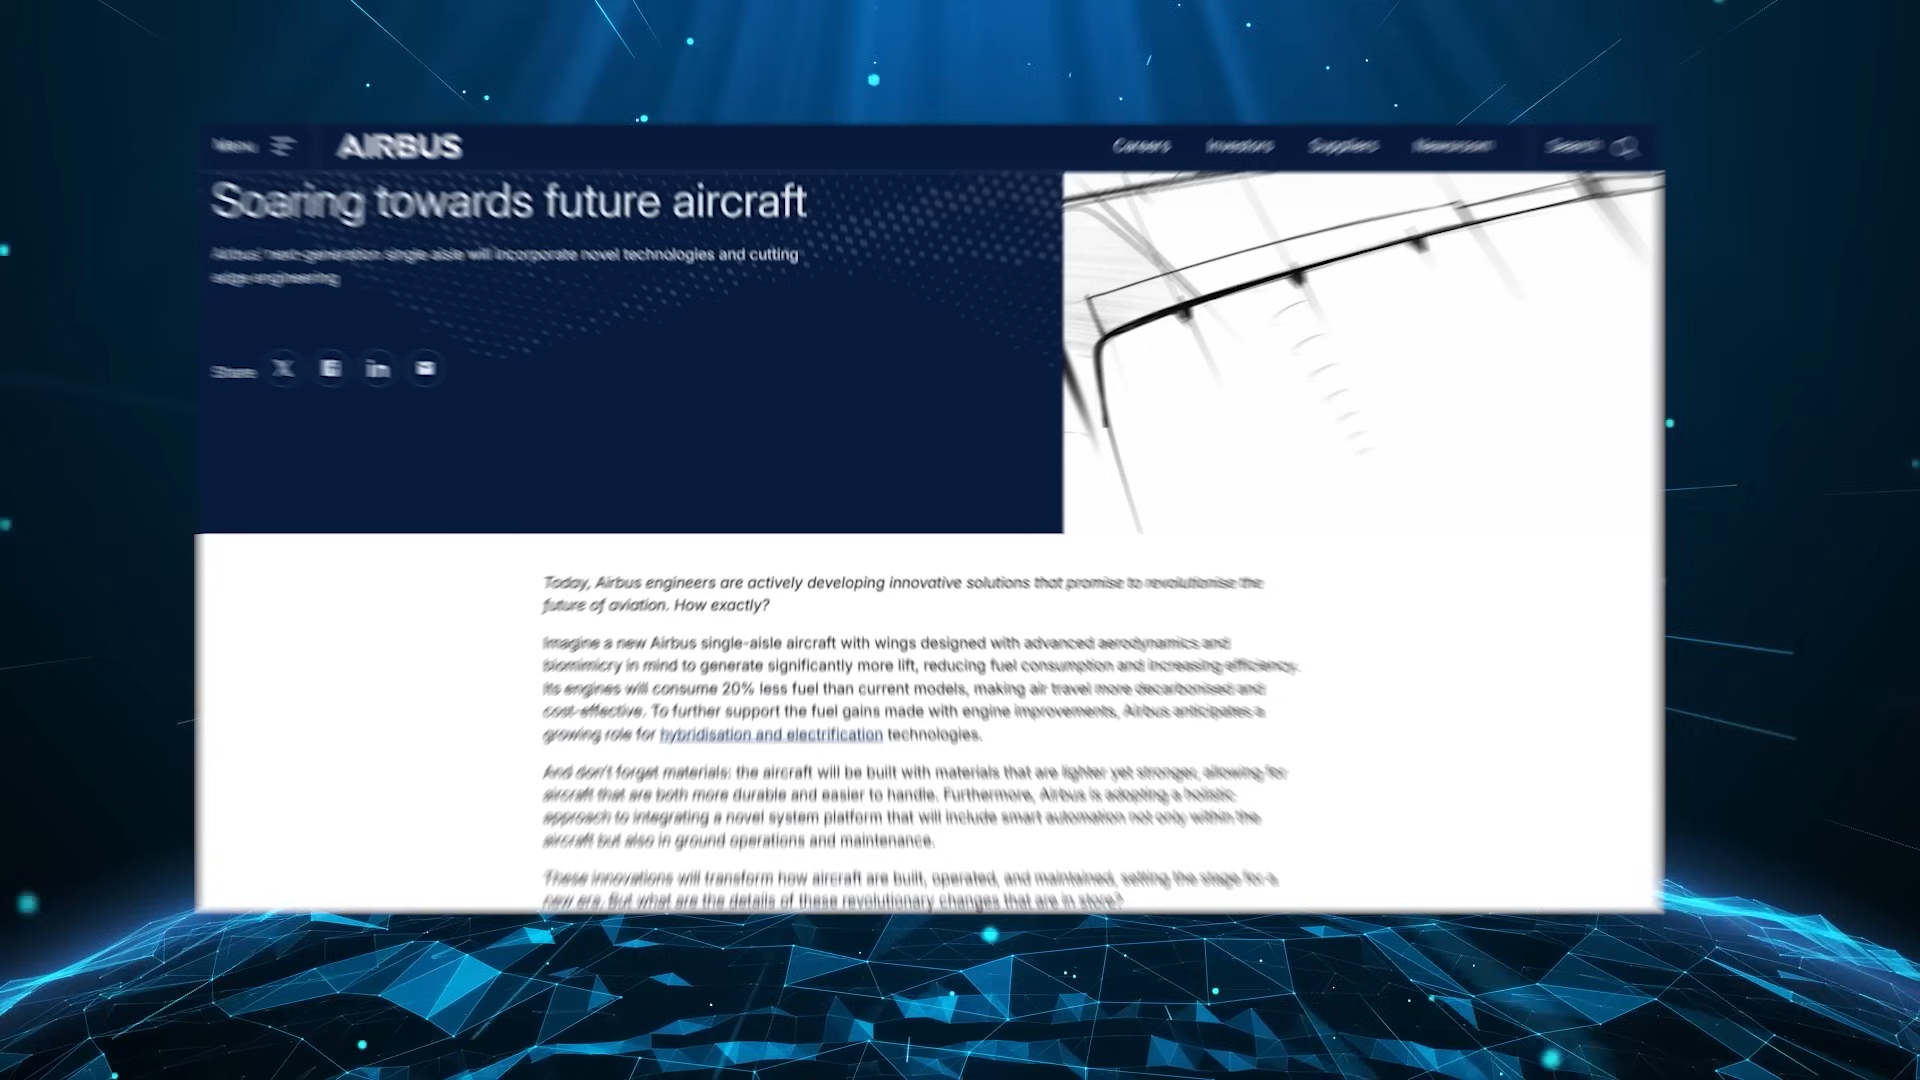 Menu
AIRBUS
Careers Investors Suppliers Newsroom Search
Soaring towards future aircraft
Airbus' next-generation single-aisle will incorporate novel technologies and cutting
edge engineering
Share
Today, Airbus engineers are actively developing innovative solutions that promise to revolutionise the
future of aviation. How exactly?
Imagine a new Airbus single-aisle aircraft with wings designed with advanced aerodynamics and
biomimicry in mind to generate significantly more lift, reducing fuel consumption and increasing efficiency.
Its engines will consume 20% less fuel than current models, making air travel more decarbonised and
cost-effective. To further support the fuel gains made with engine improvements, Airbus anticipates a
growing role for hybridisation and electrification technologies.
And don't forget materials: the aircraft will be built with materials that are lighter yet stronger, allowing for
aircraft that are both more durable and easier to handle. Furthermore, Airbus is adopting a holistic
approach to integrating a novel system platform that will include smart automation not only within the
aircraft but also in ground operations and maintenance.
These innovations will transform how aircraft are built, operated, and maintained, setting the stage for a
new era. But what are the details of these revolutionary changes that are in store?